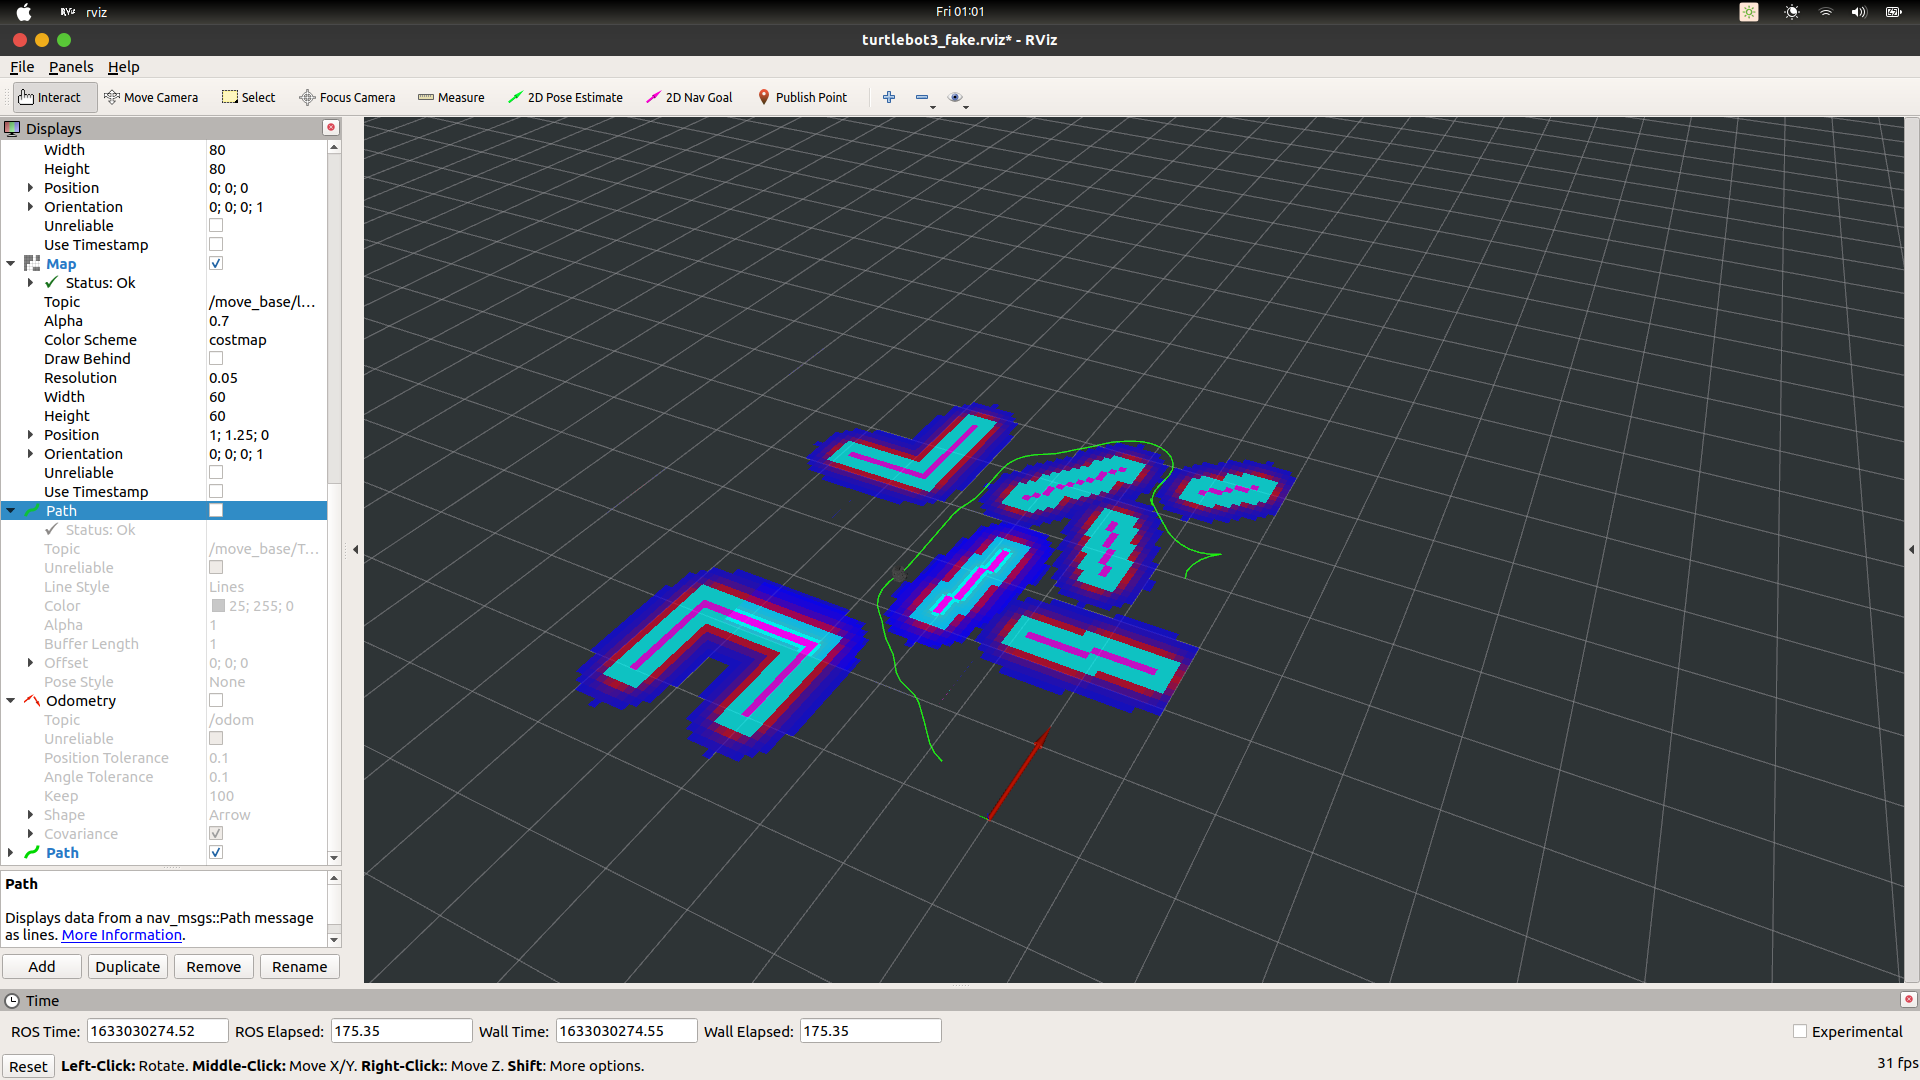 rviz
Fri 01:01
turtlebot3_fake.rviz* - RViz
File Panels Help
Interact Move Camera Select Focus Camera Measure 2D Pose Estimate 2D Nav Goal Publish Point
Displays
Width 80
Height 80
Position 0; 0; 0
Orientation 0; 0; 0; 1
Unreliable
Use Timestamp
Map
Status: Ok
Topic /move_base/l...
Alpha 0.7
Color Scheme costmap
Draw Behind
Resolution 0.05
Width 60
Height 60
Position 1; 1.25; 0
Orientation 0; 0; 0; 1
Unreliable
Use Timestamp
Path
Status: Ok
Topic /move_base/T...
Unreliable
Line Style Lines
Color 25; 255; 0
Alpha 1
Buffer Length 1
Offset 0; 0; 0
Pose Style None
Odometry
Topic /odom
Unreliable
Position Tolerance 0.1
Angle Tolerance 0.1
Keep 100
Shape Arrow
Covariance
Path
Path
Displays data from a nav_msgs::Path message
as lines. More Information.
Add Duplicate Remove Rename
Time
ROS Time: 1633030274.52 ROS Elapsed: 175.35 Wall Time: 1633030274.55 Wall Elapsed: 175.35 Experimental
Reset Left-Click: Rotate. Middle-Click: Move X/Y. Right-Click:: Move Z. Shift: More options. 31 fps